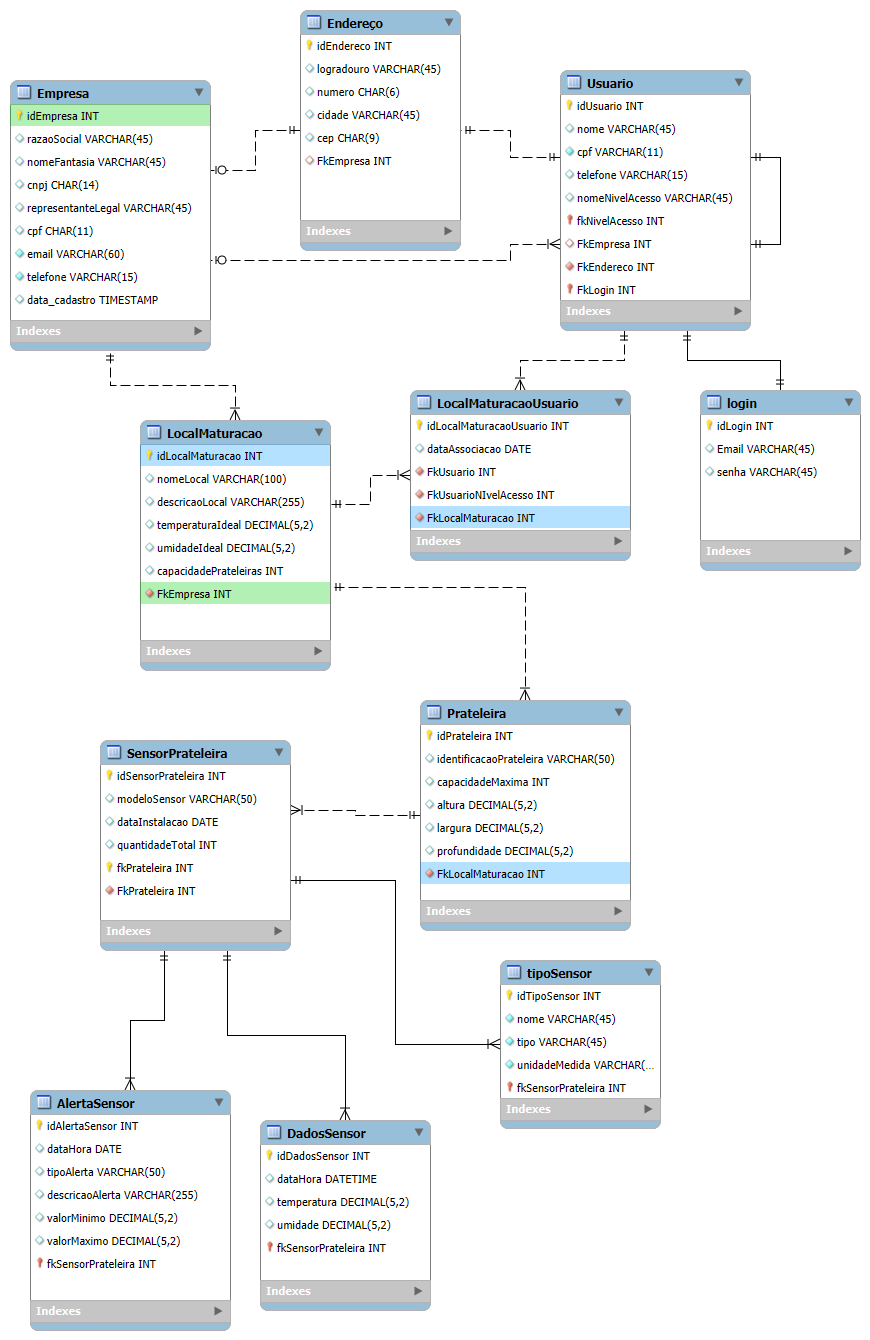 Endereço
idEndereco INT
logradouro VARCHAR(45)
numero CHAR(6)
cidade VARCHAR(45)
cep CHAR(9)
FkEmpresa INT
Indexes
Empresa
idEmpresa INT
razaoSocial VARCHAR(45)
nomeFantasia VARCHAR(45)
cnpj CHAR(14)
representanteLegal VARCHAR(45)
cpf CHAR(11)
email VARCHAR(60)
telefone VARCHAR(15)
data_cadastro TIMESTAMP
Indexes
Usuario
idUsuario INT
nome VARCHAR(45)
cpf VARCHAR(11)
telefone VARCHAR(15)
nomeNivelAcesso VARCHAR(45)
fkNivelAcesso INT
FkEmpresa INT
FkEndereco INT
FkLogin INT
Indexes
LocalMaturacaoUsuario
idLocalMaturacaoUsuario INT
dataAssociacao DATE
FkUsuario INT
FkUsuarioNIvelAcesso INT
FkLocalMaturacao INT
Indexes
login
idLogin INT
Email VARCHAR(45)
senha VARCHAR(45)
Indexes
LocalMaturacao
idLocalMaturacao INT
nomeLocal VARCHAR(100)
descricaoLocal VARCHAR(255)
temperaturaIdeal DECIMAL(5,2)
umidadeIdeal DECIMAL(5,2)
capacidadePrateleiras INT
FkEmpresa INT
Indexes
Prateleira
idPrateleira INT
identificacaoPrateleira VARCHAR(50)
capacidadeMaxima INT
altura DECIMAL(5,2)
largura DECIMAL(5,2)
profundidade DECIMAL(5,2)
FkLocalMaturacao INT
Indexes
SensorPrateleira
idSensorPrateleira INT
modeloSensor VARCHAR(50)
dataInstalacao DATE
quantidadeTotal INT
fkPrateleira INT
FkPrateleira INT
Indexes
tipoSensor
idTipoSensor INT
nome VARCHAR(45)
tipo VARCHAR(45)
unidadeMedida VARCHAR(...
fkSensorPrateleira INT
Indexes
AlertaSensor
idAlertaSensor INT
dataHora DATE
tipoAlerta VARCHAR(50)
descricaoAlerta VARCHAR(255)
valorMinimo DECIMAL(5,2)
valorMaximo DECIMAL(5,2)
fkSensorPrateleira INT
Indexes
DadosSensor
idDadosSensor INT
dataHora DATETIME
temperatura DECIMAL(5,2)
umidade DECIMAL(5,2)
fkSensorPrateleira INT
Indexes